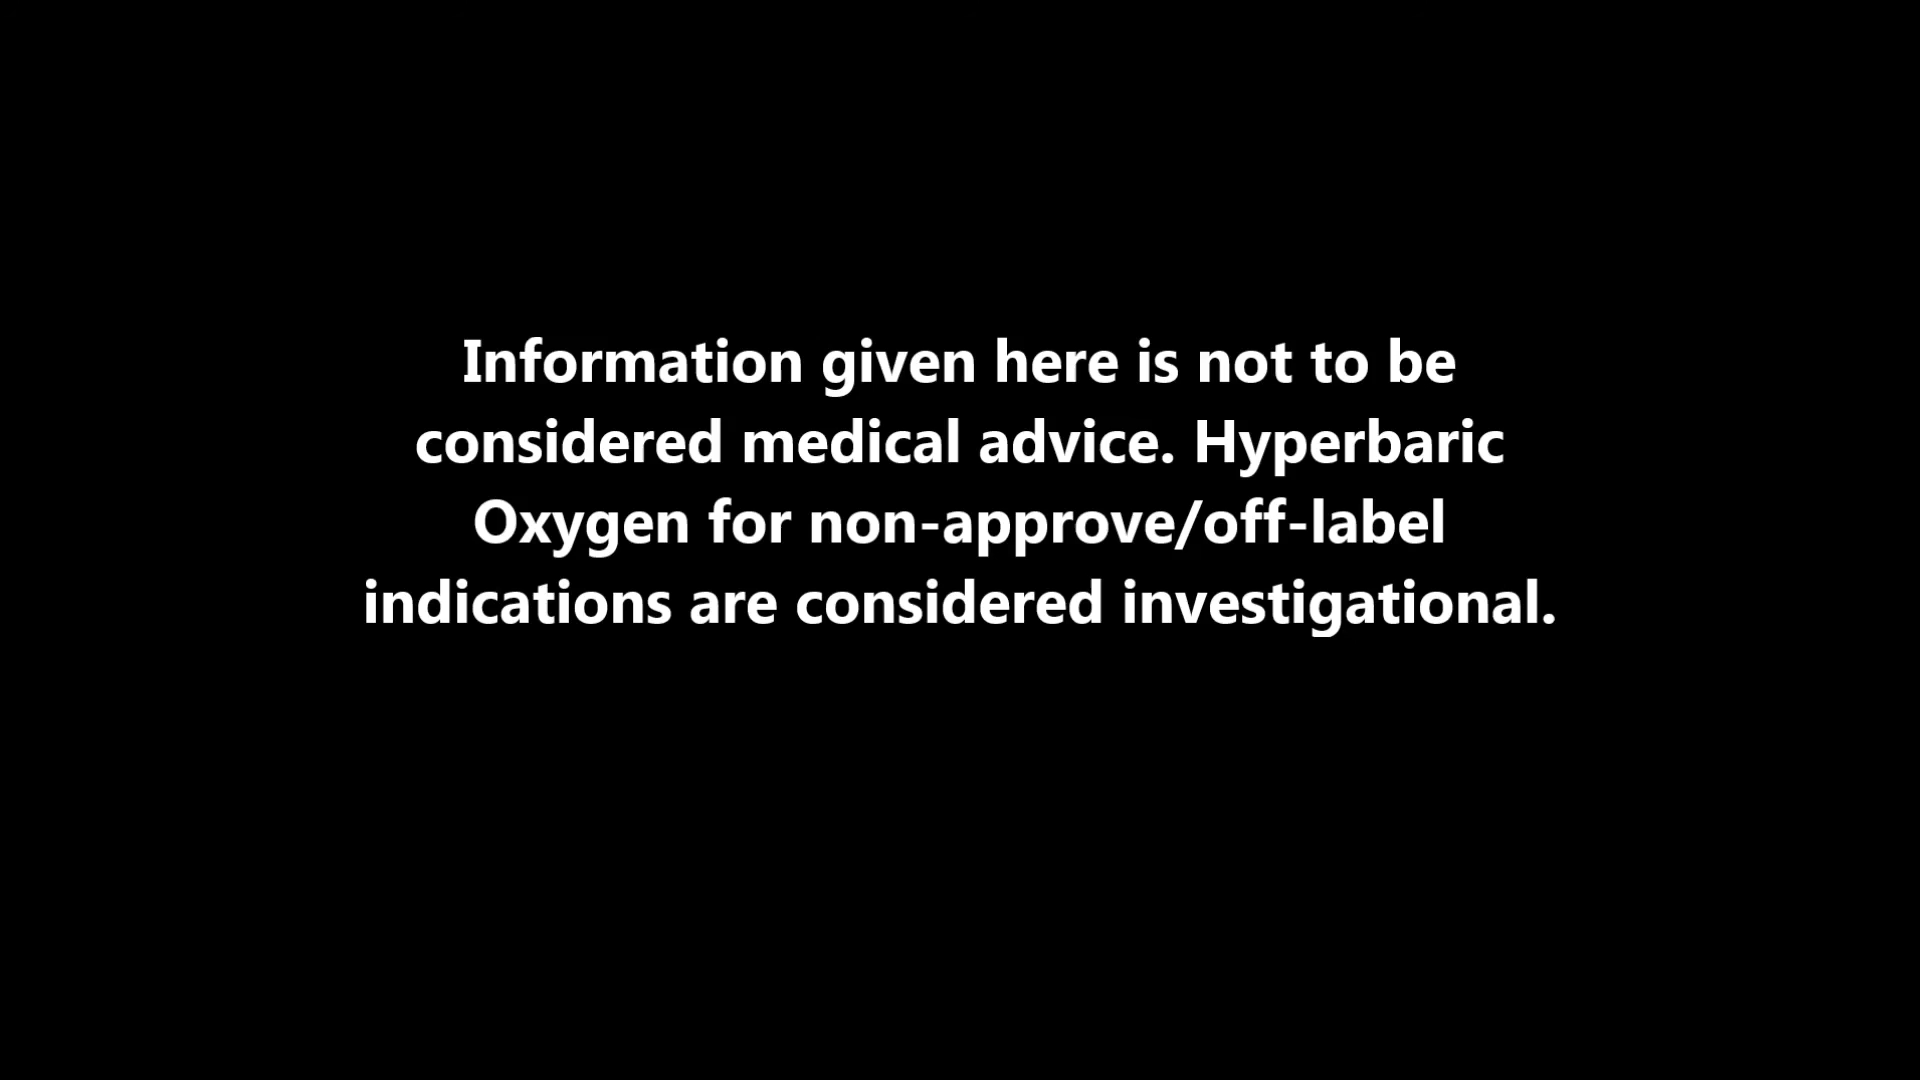 Information given here is not to be
considered medical advice. Hyperbaric
Oxygen for non-approve/off-label
indications are considered investigational.